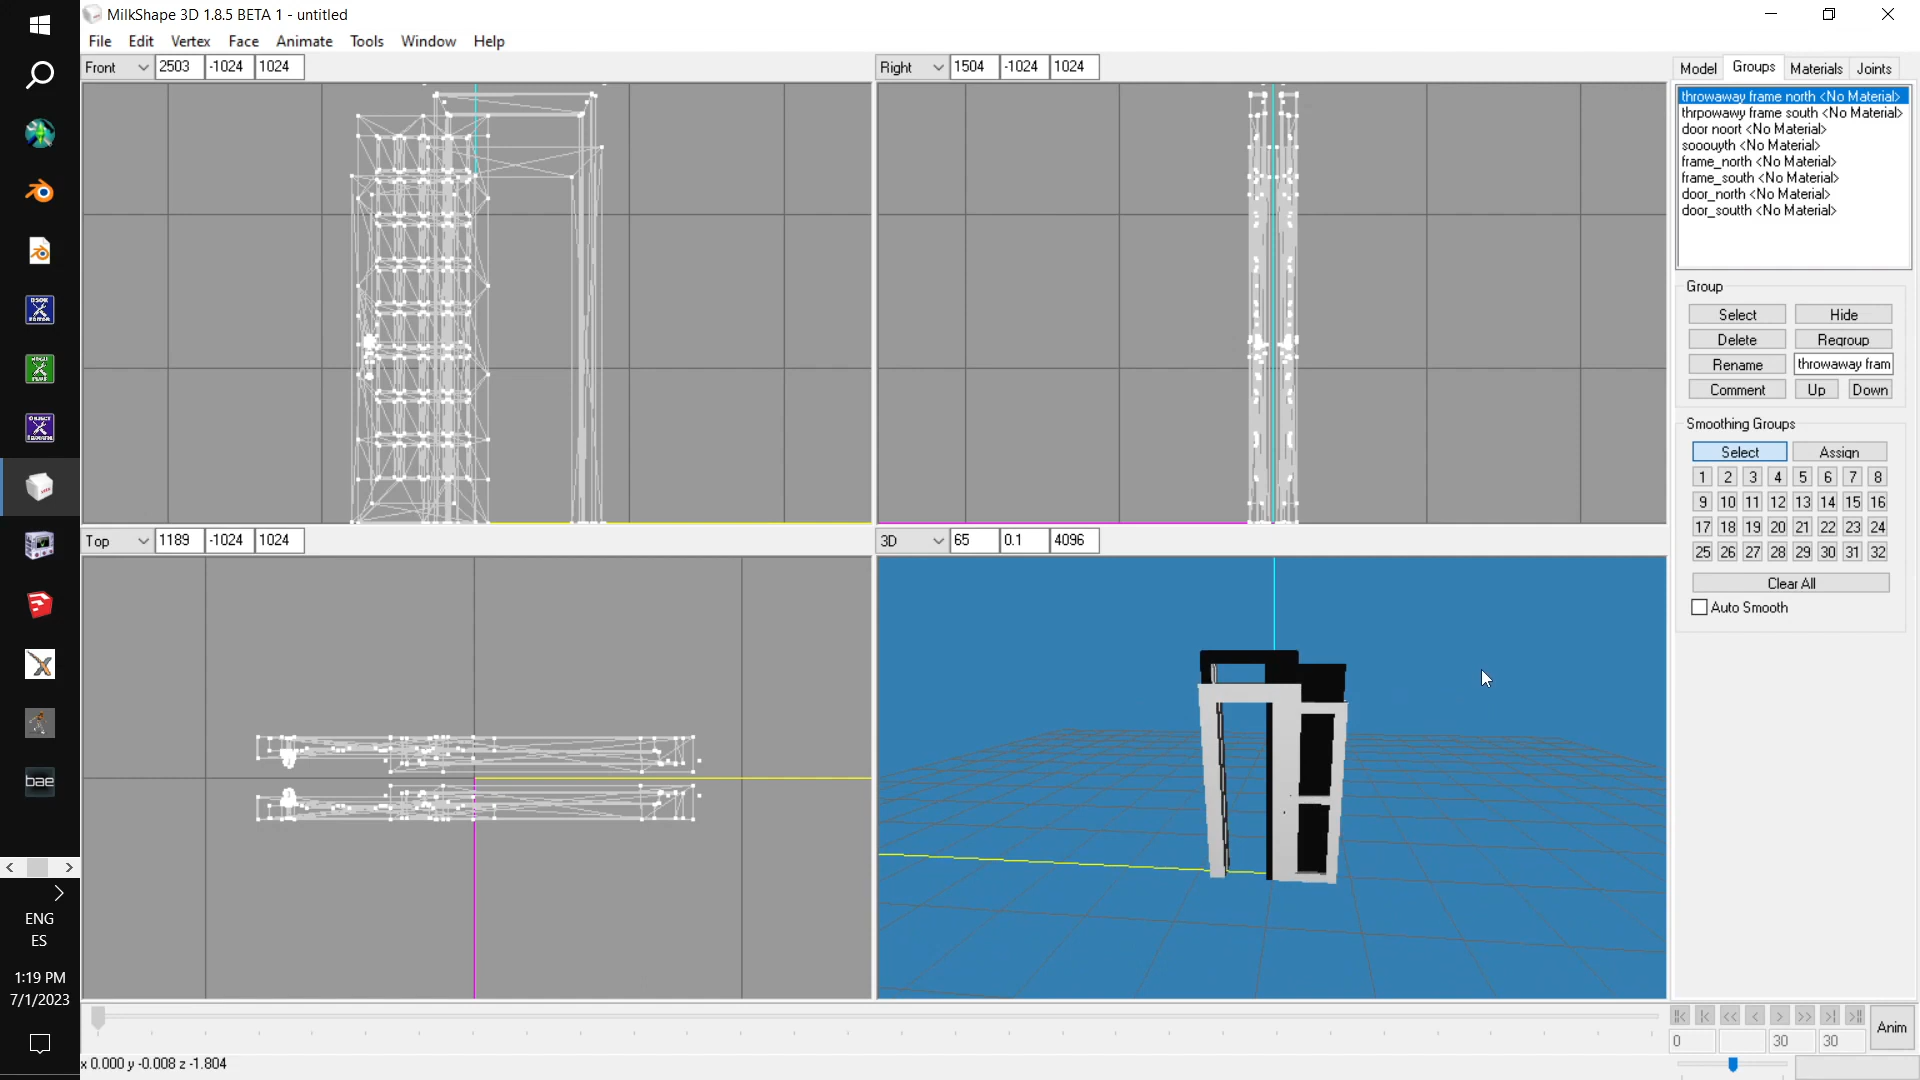 MilkShape 3D 1.8.5 BETA 1 - untitled
File Edit Vertex Face Animate Tools Window Help
Front 2503 -1024 1024
Right 1504 -1024 1024
Model Groups Materials Joints
throwaway frame north <No Material>
thrpowawy frame south <No Material>
door noort <No Material>
sooouyth <No Material>
frame_north <No Material>
frame_south <No Material>
door_north <No Material>
door_soutth <No Material>
Group
Select Hide
Delete Regroup
Rename throwaway fram
Comment Up Down
Smoothing Groups
Select Assign
1 2 3 4 5 6 7 8
9 10 11 12 13 14 15 16
17 18 19 20 21 22 23 24
25 26 27 28 29 30 31 32
Clear All
Auto Smooth
Top 1189 -1024 1024
3D 65 0.1 4096
bae
ENG
ES
1:19 PM
7/1/2023
Anim
0 30 30
x 0.000 y -0.008 z -1.804